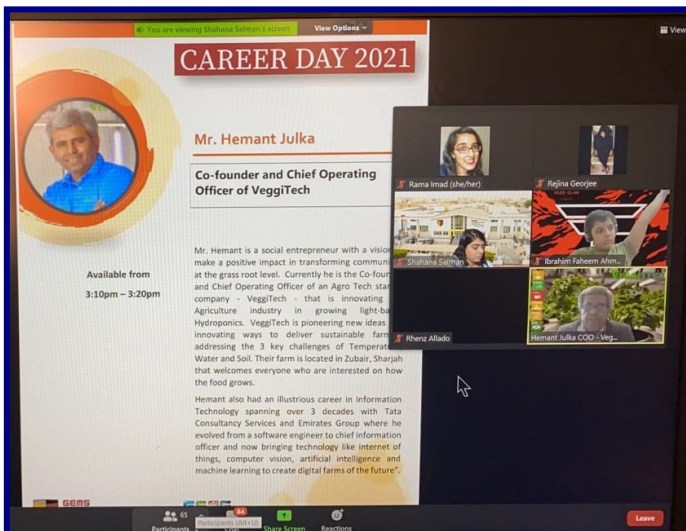 You are viewing Shahana Salman's screen
View Options
View
CAREER DAY 2021
Mr. Hemant Julka
Co-founder and Chief Operating
Officer of VeggiTech
Available from
3:10pm – 3:20pm
Mr. Hemant is a social entrepreneur with a vision
make a positive impact in transforming communi
at the grass root level. Currently he is the Co-four
and Chief Operating Officer of an Agro Tech star
company - VeggiTech - that is innovating
Agriculture industry in growing light-ba
Hydroponics. VeggiTech is pioneering new ideas
innovating ways to deliver sustainable farm
addressing the 3 key challenges of Temperat
Water and Soil. Their farm is located in Zubair, Sharjah
that welcomes everyone who are interested on how
the food grows.
Hemant also had an illustrious career in Information
Technology spanning over 3 decades with Tata
Consultancy Services and Emirates Group where he
evolved from a software engineer to chief information
officer and now bringing technology like internet of
things, computer vision, artificial intelligence and
machine learning to create digital farms of the future".
Rama Imad (she/her)
Rejina Georjee
Shahana Salman
Ibrahim Faheem Ahm...
Rhenz Allado
Hemant Julka COO - Veg...
GEMS
65
84
Participants
Participants (Alt+U)
Share Screen
Reactions
Leave